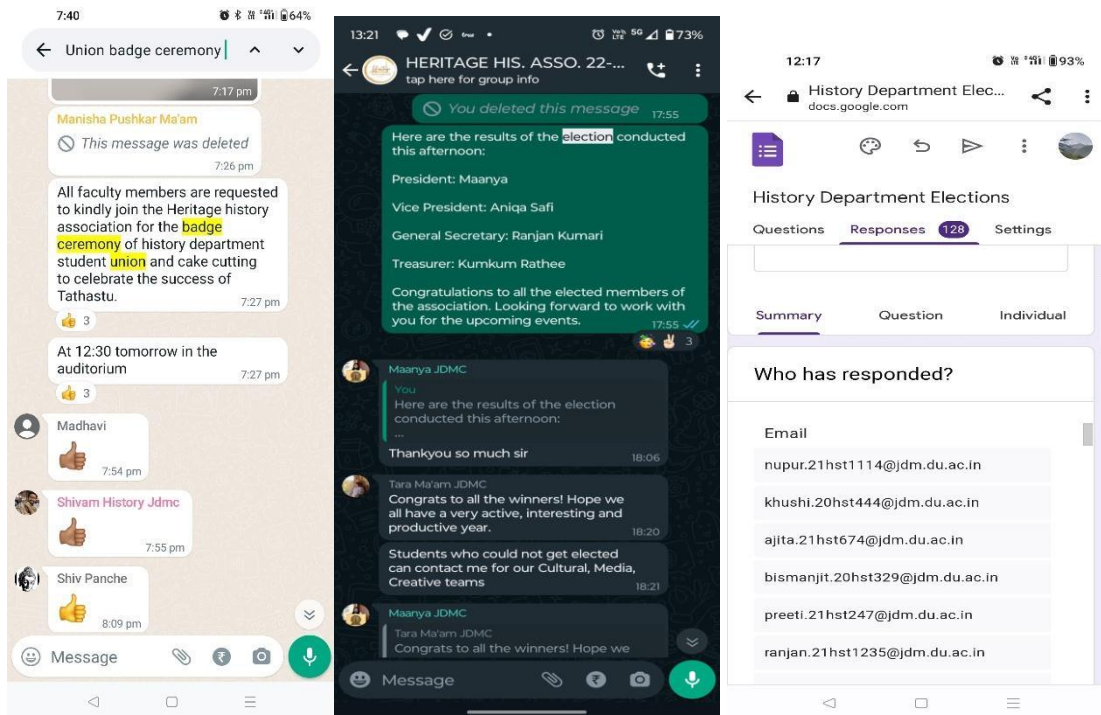 7:40
64%
Union badge ceremony
7:17 pm
Manisha Pushkar Ma'am
This message was deleted
7:26 pm
All faculty members are requested
to kindly join the Heritage history
association for the badge
ceremony of history department
student union and cake cutting
to celebrate the success of
Tathastu.
7:27 pm
3
At 12:30 tomorrow in the
auditorium
7:27 pm
3
Madhavi
7:54 pm
Shivam History Jdmc
7:55 pm
Shiv Panche
8:09 pm
Message
13:21
5G 73%
HERITAGE HIS. ASSO. 22-...
tap here for group info
You deleted this message 17:55
Here are the results of the election conducted
this afternoon:
President: Maanya
Vice President: Aniqa Safi
General Secretary: Ranjan Kumari
Treasurer: Kumkum Rathee
Congratulations to all the elected members of
the association. Looking forward to work with
you for the upcoming events.
17:55
3
Maanya JDMC
You
Here are the results of the election
conducted this afternoon:
...
Thankyou so much sir
18:06
Tara Ma'am JDMC
Congrats to all the winners! Hope we
all have a very active, interesting and
productive year.
18:20
Students who could not get elected
can contact me for our Cultural, Media,
Creative teams
18:21
Maanya JDMC
Tara Ma'am JDMC
Congrats to all the winners! Hope we
Message
12:17
93%
History Department Elec...
docs.google.com
History Department Elections
Questions Responses 128 Settings
Summary Question Individual
Who has responded?
Email
nupur.21hst1114@jdm.du.ac.in
khushi.20hst444@jdm.du.ac.in
ajita.21hst674@jdm.du.ac.in
bismanjit.20hst329@jdm.du.ac.in
preeti.21hst247@jdm.du.ac.in
ranjan.21hst1235@jdm.du.ac.in